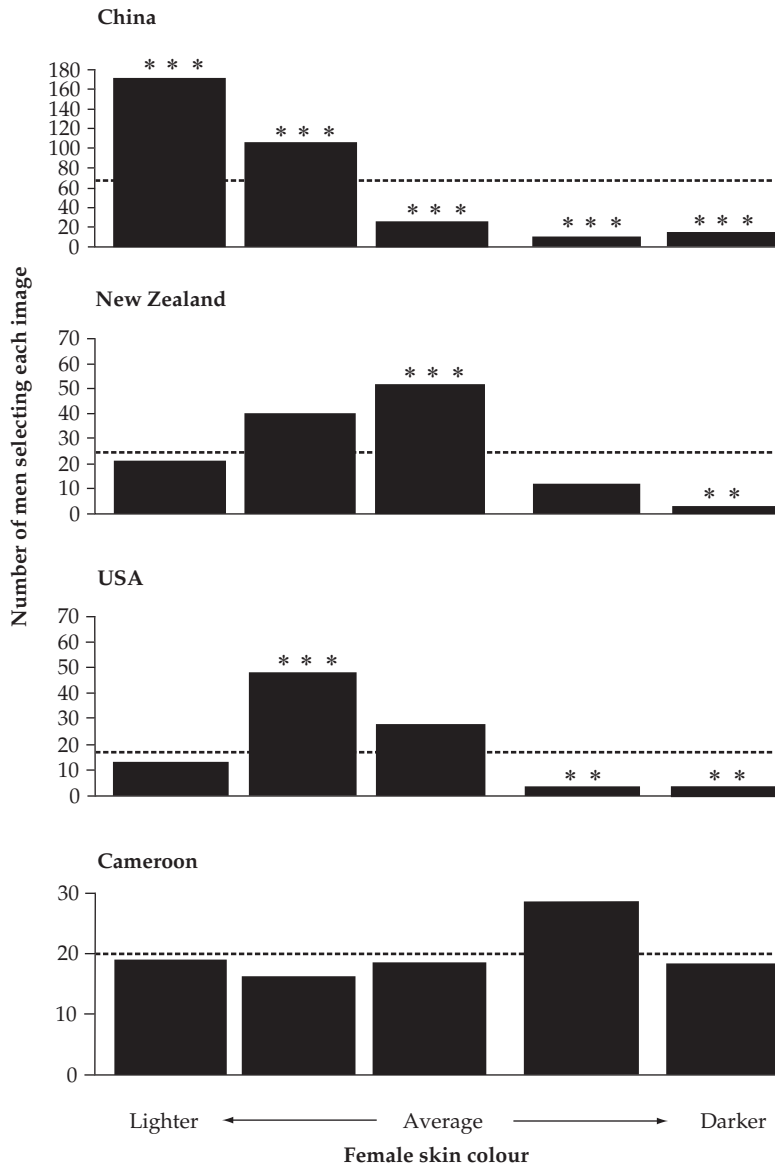 China
180
160
140
120
100
80
60
40
20
0
* * *
* * *
* * *
* * *
* * *
Number of men selecting each image
New Zealand
70
60
50
40
30
20
10
0
* * *
* *
USA
70
60
50
40
30
20
10
0
* * *
* *
* *
Cameroon
30
20
10
0
Lighter Average Darker
Female skin colour